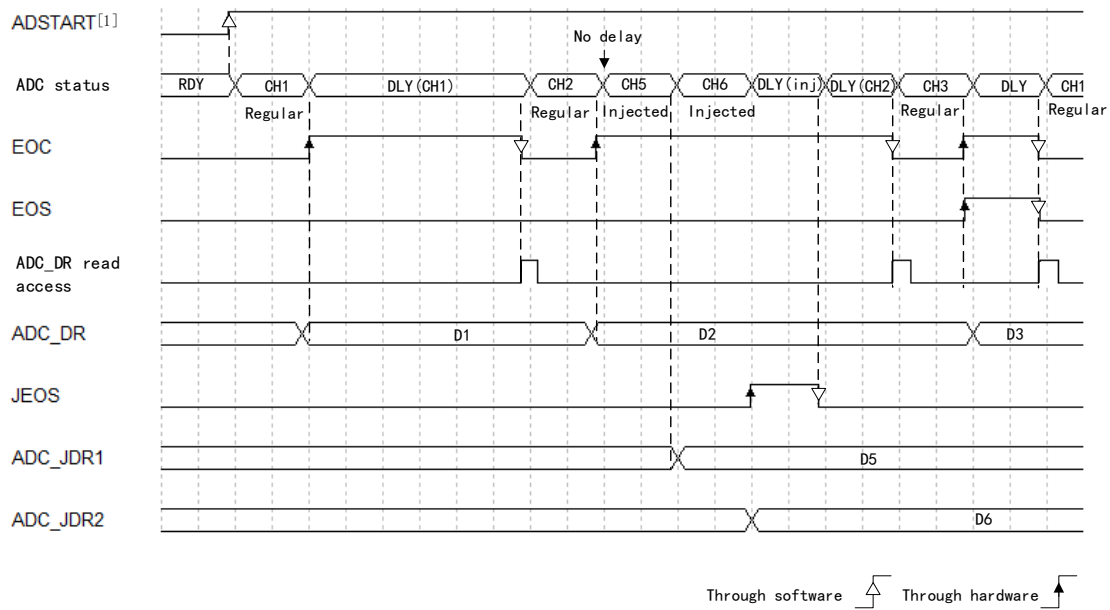 ADSTART[1]
No delay
ADC status
RDY CH1 DLY(CH1) CH2 CH5 CH6 DLY(inj) DLY(CH2) CH3 DLY CH1
Regular Regular Injected Injected Regular Regular
EOC
EOS
ADC_DR read
access
ADC_DR D1 D2 D3
JEOS
ADC_JDR1 D5
ADC_JDR2 D6
Through software Through hardware